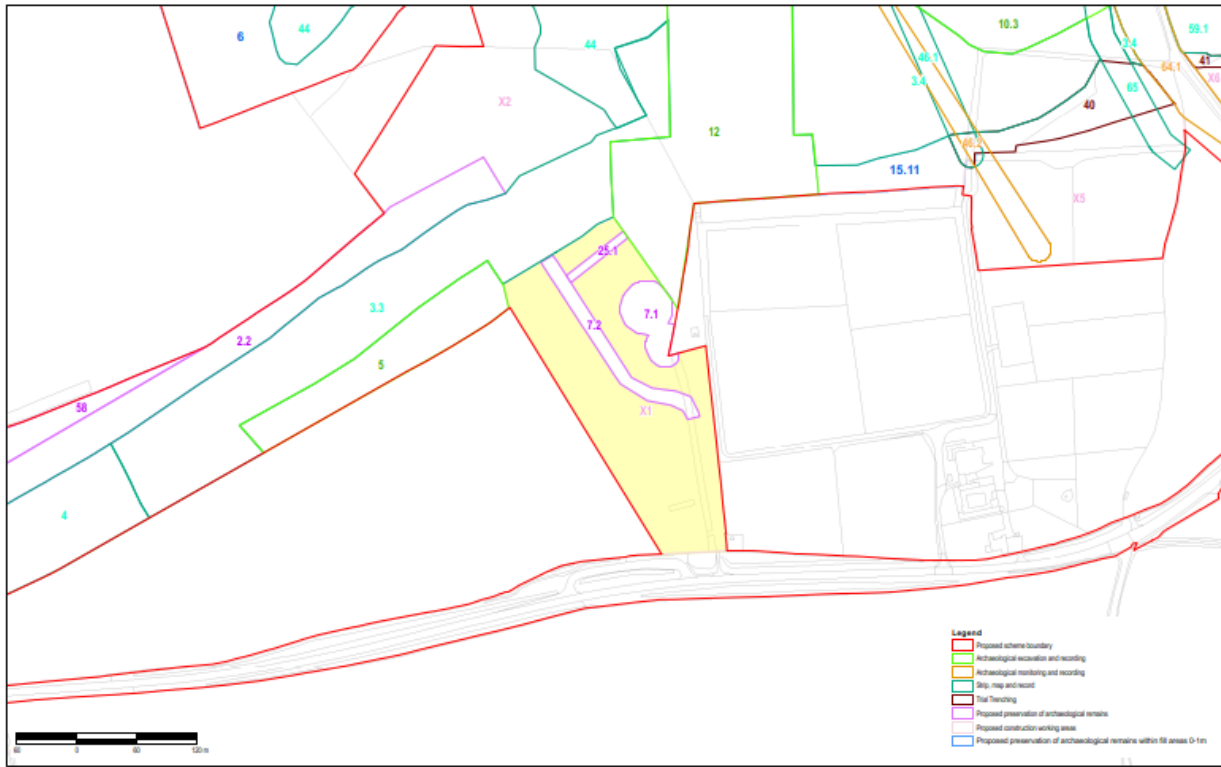 6
44
44
X2
12
10.3
46.1
3.4
3.4
59.1
41
64.1
X6
65
40
46.2
15.11
X5
25.1
7.1
7.2
X1
3.3
2.2
5
58
4
Legend
Proposed scheme boundary
Archaeological excavation and recording
Archaeological monitoring and recording
Strip, map and record
Trial Trenching
Proposed preservation of archaeological remains
Proposed construction working areas
Proposed preservation of archaeological remains within fill areas 0-1m
60 0 60 120 m